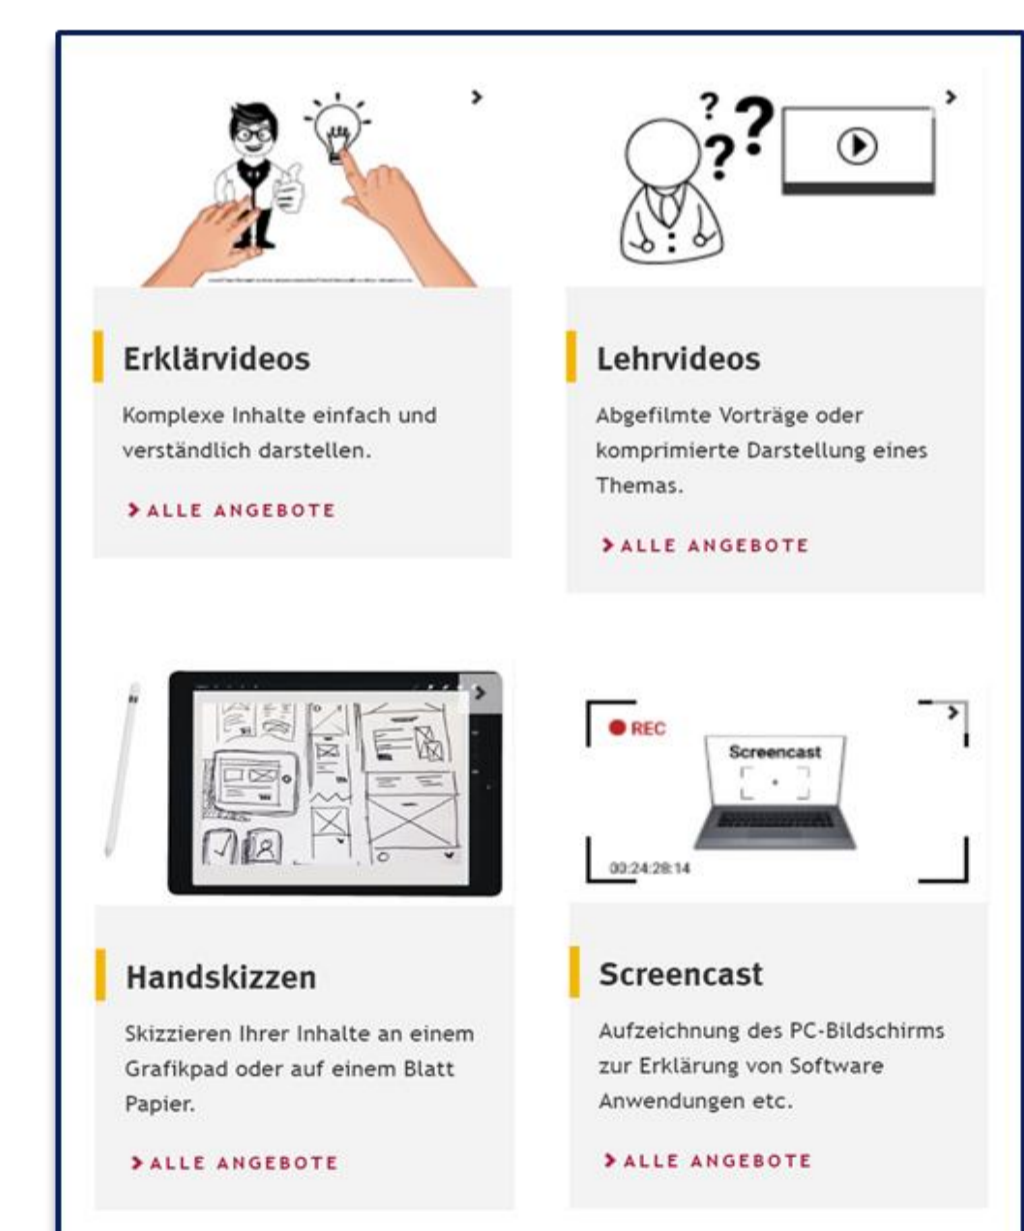 ? ? ?
Erklärvideos
Komplexe Inhalte einfach und
verständlich darstellen.
ALLE ANGEBOTE
Lehrvideos
Abgefilmte Vorträge oder
komprimierte Darstellung eines
Themas.
ALLE ANGEBOTE
Handskizzen
Skizzieren Ihrer Inhalte an einem
Grafikpad oder auf einem Blatt
Papier.
ALLE ANGEBOTE
REC
Screencast
00:24:28:14
Screencast
Aufzeichnung des PC-Bildschirms
zur Erklärung von Software
Anwendungen etc.
ALLE ANGEBOTE